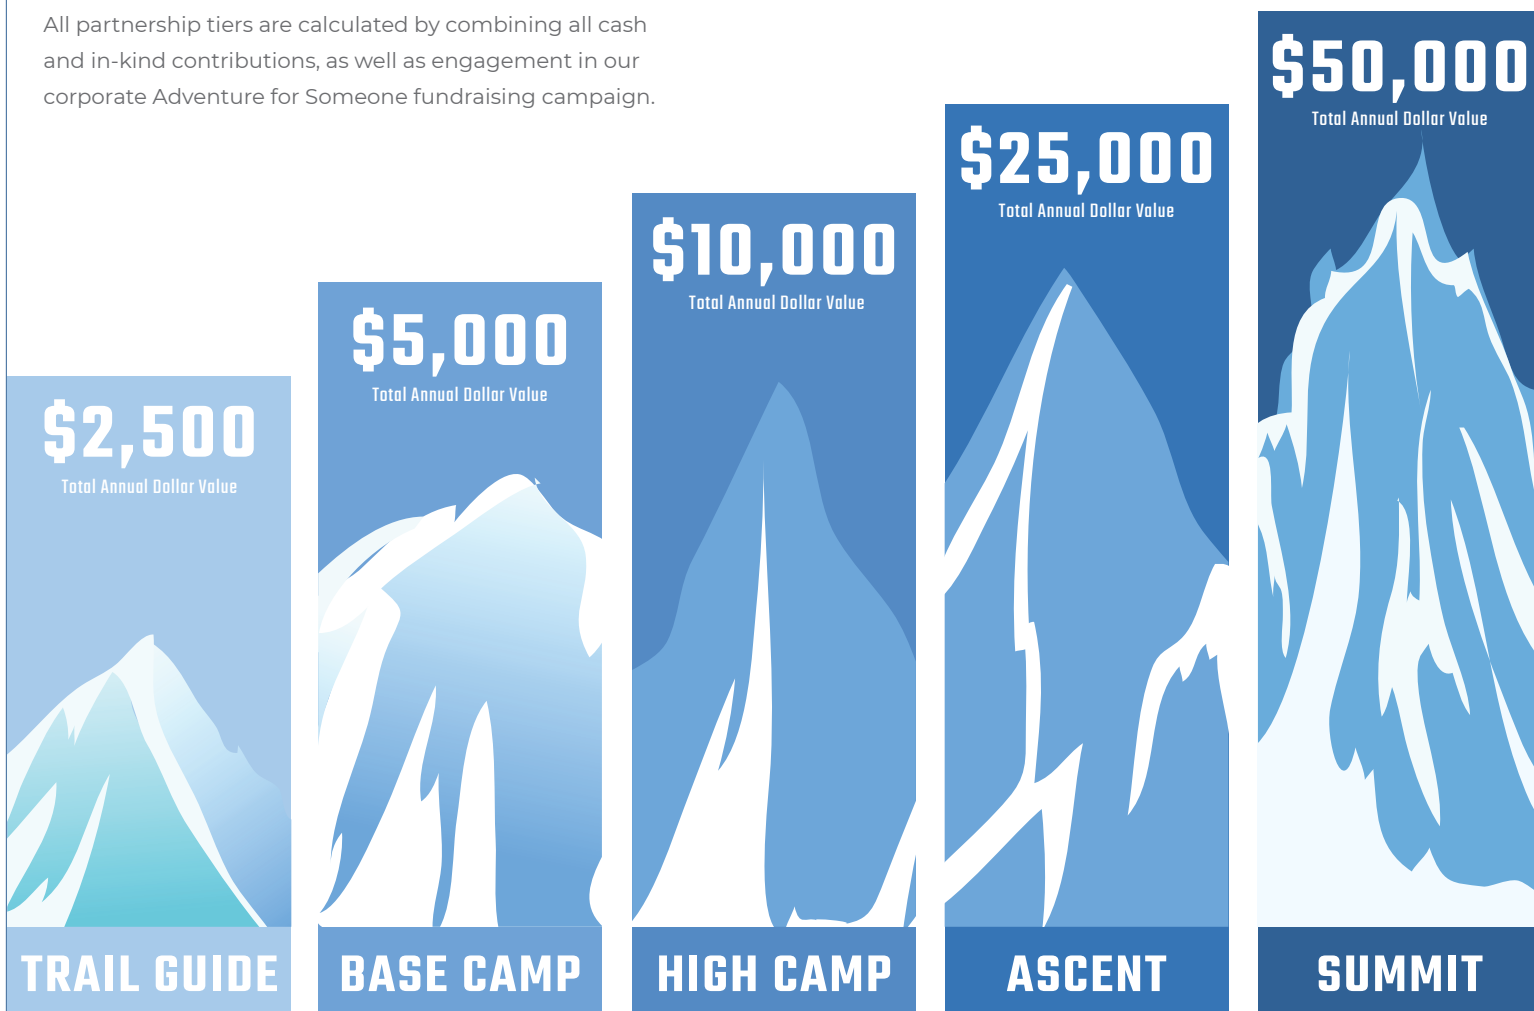 All partnership tiers are calculated by combining all cash
and in-kind contributions, as well as engagement in our
corporate Adventure for Someone fundraising campaign.
$2,500
Total Annual Dollar Value
TRAIL GUIDE
$5,000
Total Annual Dollar Value
BASE CAMP
$10,000
Total Annual Dollar Value
HIGH CAMP
$25,000
Total Annual Dollar Value
ASCENT
$50,000
Total Annual Dollar Value
SUMMIT